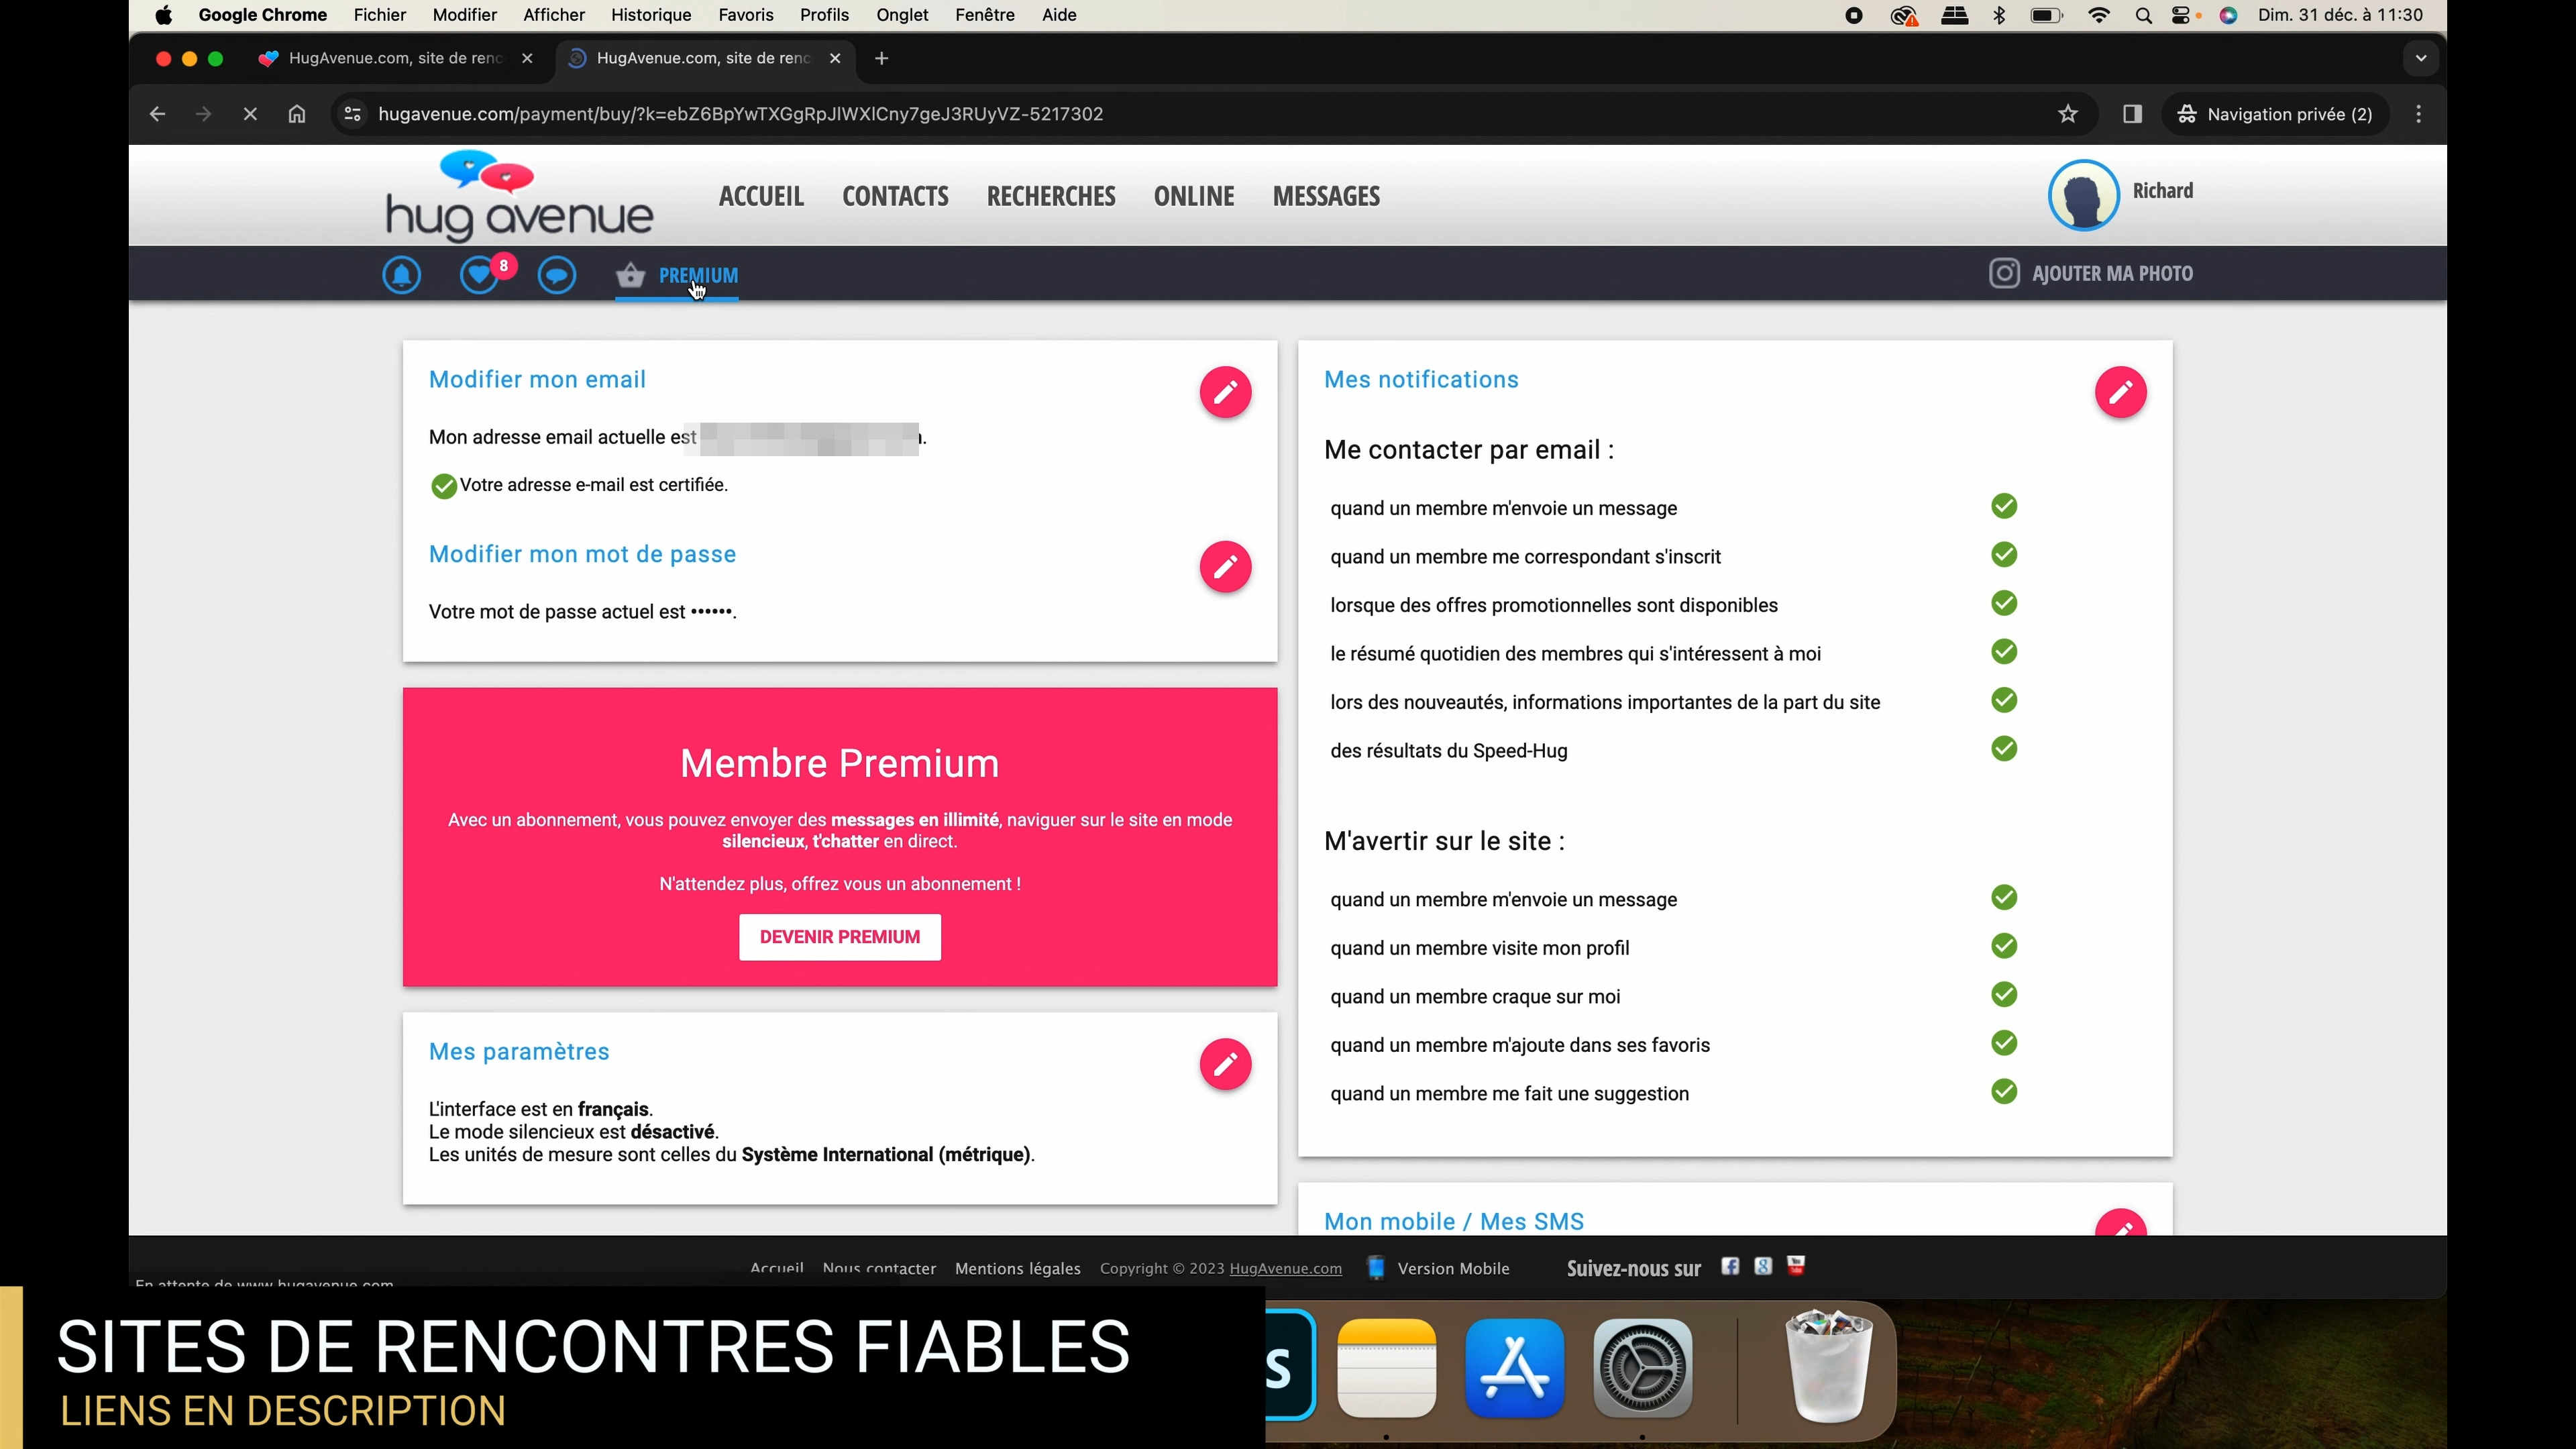 Google Chrome Fichier Modifier Afficher Historique Favoris Profils Onglet Fenêtre Aide Dim. 31 déc. à 11:30
HugAvenue.com, site de renc HugAvenue.com, site de renc
hugavenue.com/payment/buy/?k=ebZ6BpYwTXGgRpJlWXlCny7geJ3RUyVZ-5217302 Navigation privée (2)
hug avenue ACCUEIL CONTACTS RECHERCHES ONLINE MESSAGES Richard
8 PREMIUM AJOUTER MA PHOTO
Modifier mon email
Mon adresse email actuelle est
Votre adresse e-mail est certifiée.
Modifier mon mot de passe
Votre mot de passe actuel est ••••••.
Membre Premium
Avec un abonnement, vous pouvez envoyer des messages en illimité, naviguer sur le site en mode
silencieux, t'chatter en direct.
N'attendez plus, offrez vous un abonnement !
DEVENIR PREMIUM
Mes paramètres
L'interface est en français.
Le mode silencieux est désactivé.
Les unités de mesure sont celles du Système International (métrique).
Mes notifications
Me contacter par email :
quand un membre m'envoie un message
quand un membre me correspondant s'inscrit
lorsque des offres promotionnelles sont disponibles
le résumé quotidien des membres qui s'intéressent à moi
lors des nouveautés, informations importantes de la part du site
des résultats du Speed-Hug
M'avertir sur le site :
quand un membre m'envoie un message
quand un membre visite mon profil
quand un membre craque sur moi
quand un membre m'ajoute dans ses favoris
quand un membre me fait une suggestion
Mon mobile / Mes SMS
Accueil Nous contacter Mentions légales Copyright © 2023 HugAvenue.com Version Mobile Suivez-nous sur
En attente de www.hugavenue.com
SITES DE RENCONTRES FIABLES
LIENS EN DESCRIPTION
S